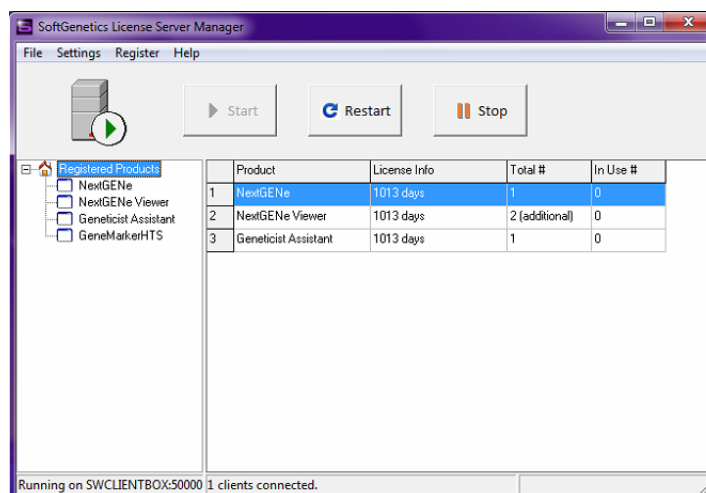 SoftGenetics License Server Manager
File Settings Register Help
Start Restart Stop
Registered Products
NextGENe
NextGENe Viewer
Geneticist Assistant
GeneMarkerHTS
Product License Info Total # In Use #
1 NextGENe 1013 days 1 0
2 NextGENe Viewer 1013 days 2 (additional) 0
3 Geneticist Assistant 1013 days 1 0
Running on SWCLIENTBOX:50000 1 clients connected.